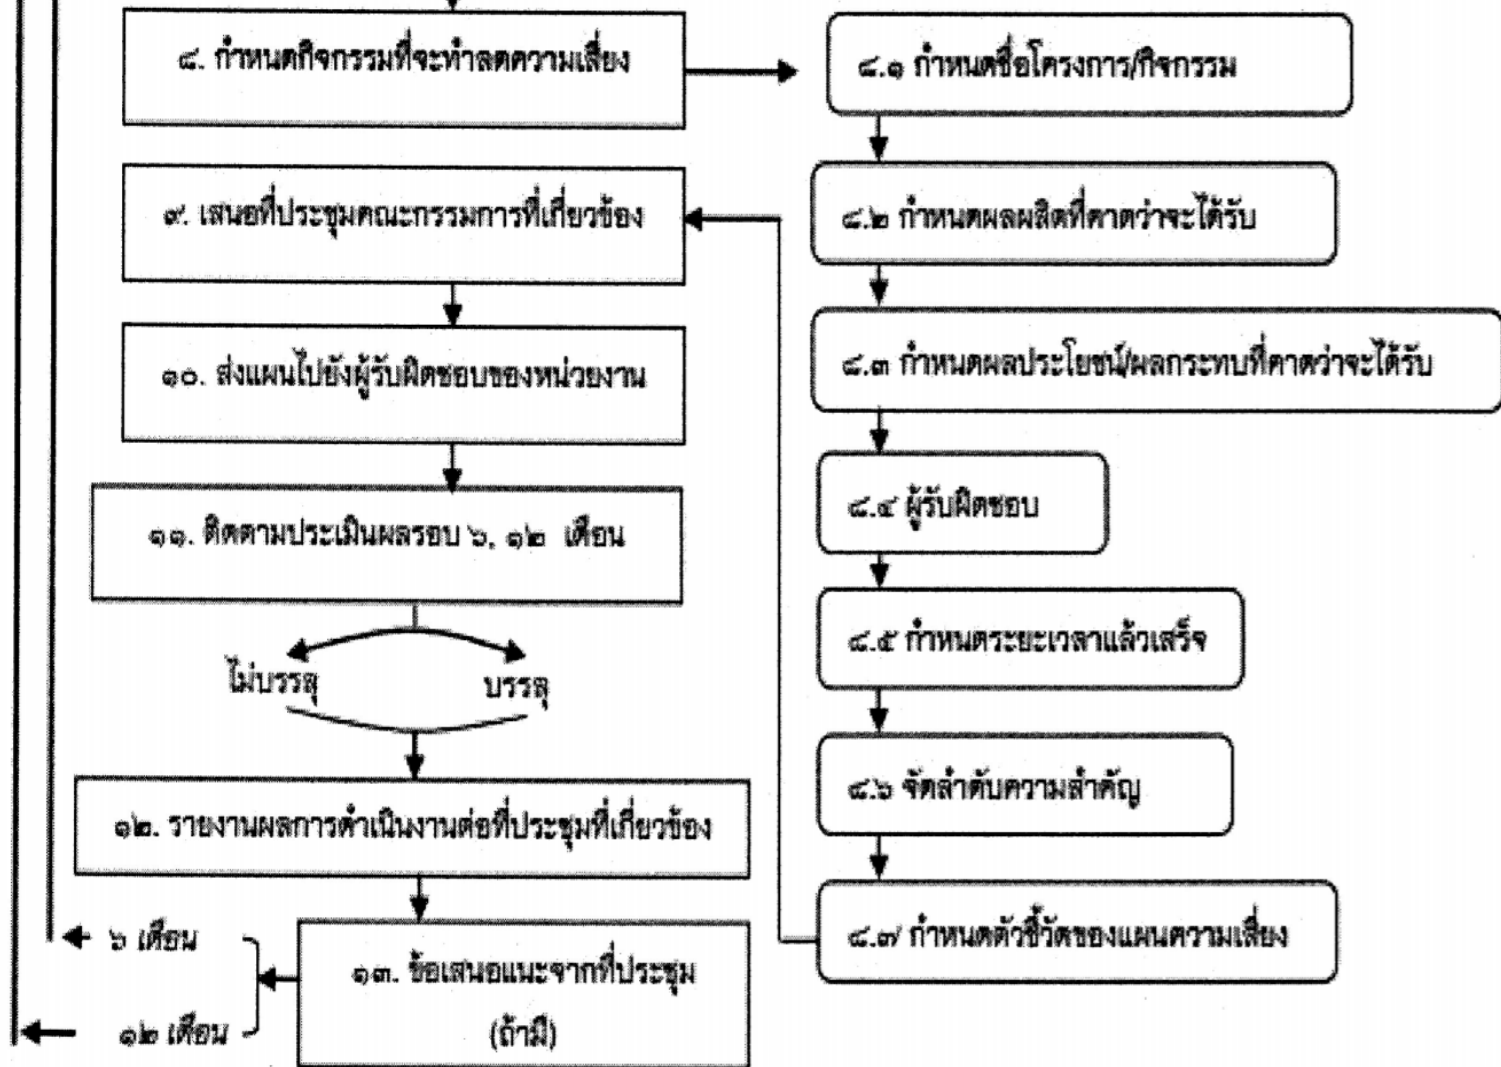 ๘. กำหนดกิจกรรมที่จะทำลดความเสี่ยง
๘.๑ กำหนดชื่อโครงการ/กิจกรรม
๘.๒ กำหนดผลผลิตที่คาดว่าจะได้รับ
๘.๓ กำหนดผลประโยชน์/ผลกระทบที่คาดว่าจะได้รับ
๘.๔ ผู้รับผิดชอบ
๘.๕ กำหนดระยะเวลาแล้วเสร็จ
๘.๖ จัดลำดับความสำคัญ
๘.๗ กำหนดตัวชี้วัดของแผนความเสี่ยง
๙. เสนอที่ประชุมคณะกรรมการที่เกี่ยวข้อง
๑๐. ส่งแผนไปยังผู้รับผิดชอบของหน่วยงาน
๑๑. ติดตามประเมินผลรอบ ๖, ๑๒ เดือน
ไม่บรรลุ
บรรลุ
๑๒. รายงานผลการดำเนินงานต่อที่ประชุมที่เกี่ยวข้อง
๑๓. ข้อเสนอแนะจากที่ประชุม
(ถ้ามี)
๖ เดือน
๑๒ เดือน